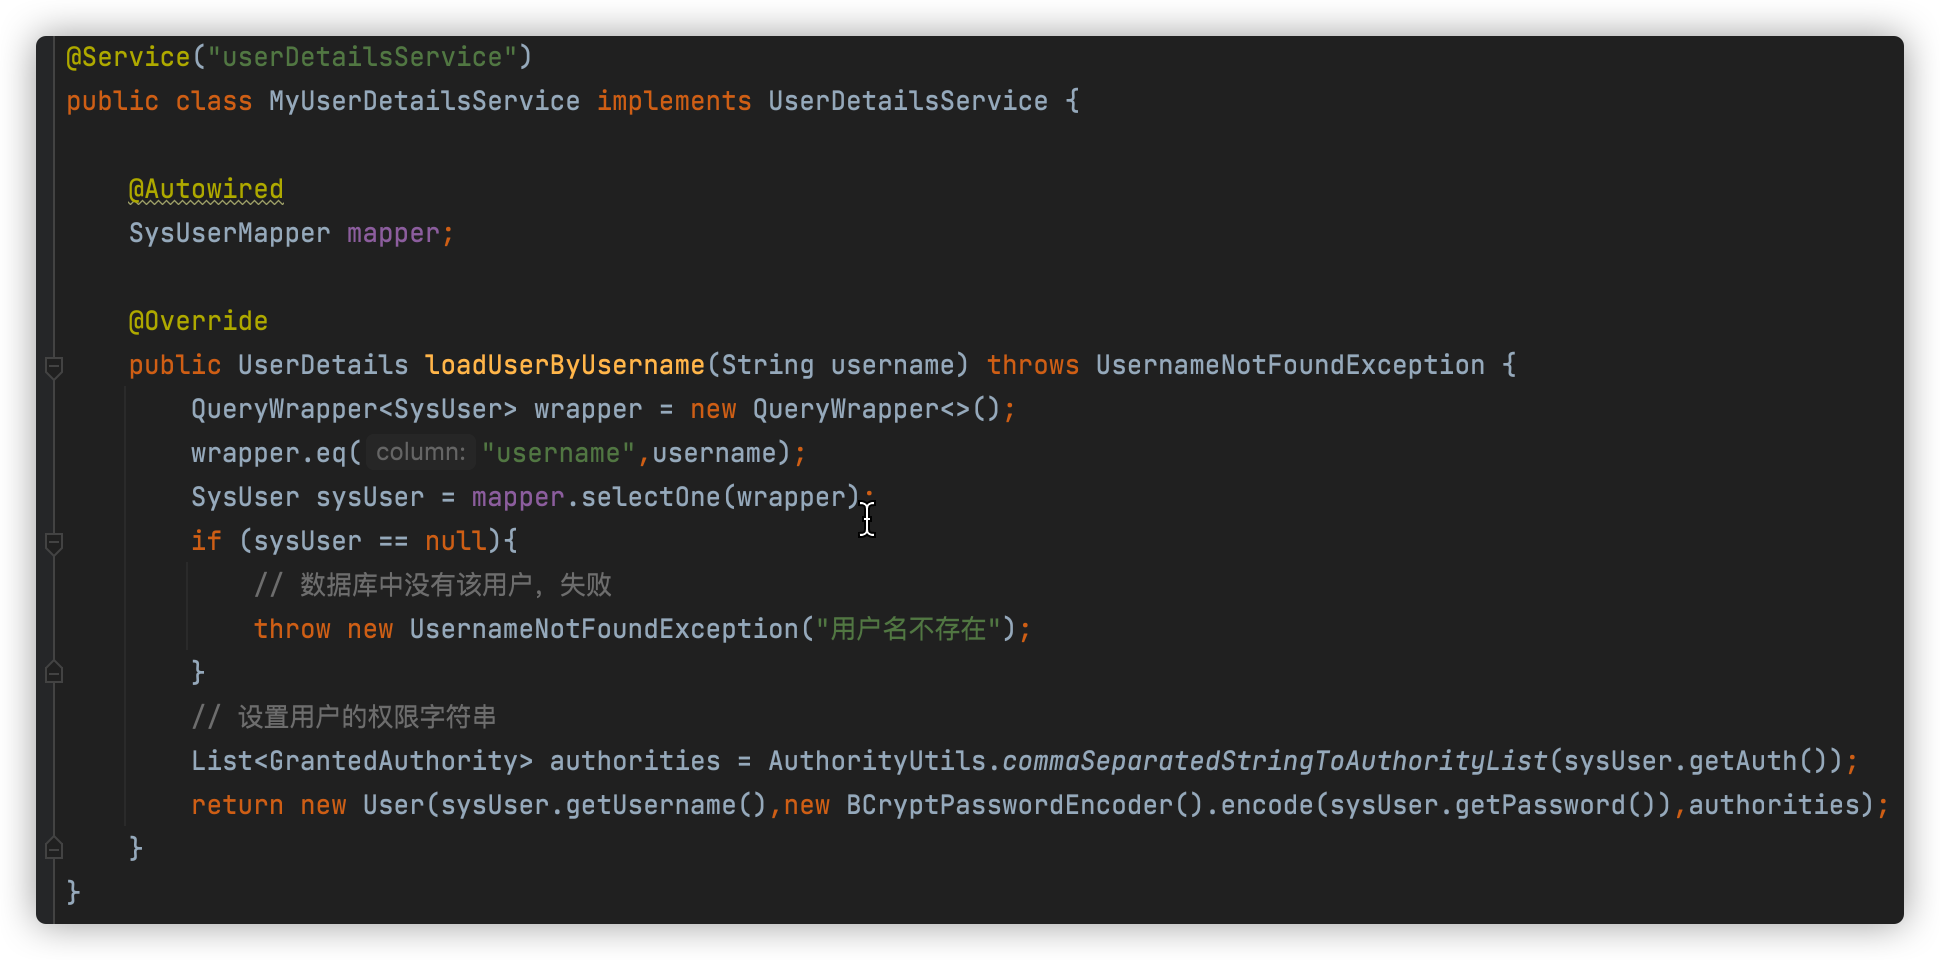 @Service("userDetailsService")
public class MyUserDetailsService implements UserDetailsService {
@Autowired
SysUserMapper mapper;
@Override
public UserDetails loadUserByUsername(String username) throws UsernameNotFoundException {
QueryWrapper<SysUser> wrapper = new QueryWrapper<>();
wrapper.eq( column: "username",username);
SysUser sysUser = mapper.selectOne(wrapper);
if (sysUser == null){
// 数据库中没有该用户，失败
throw new UsernameNotFoundException("用户名不存在");
}
// 设置用户的权限字符串
List<GrantedAuthority> authorities = AuthorityUtils.commaSeparatedStringToAuthorityList(sysUser.getAuth());
return new User(sysUser.getUsername(),new BCryptPasswordEncoder().encode(sysUser.getPassword()),authorities);
}
}